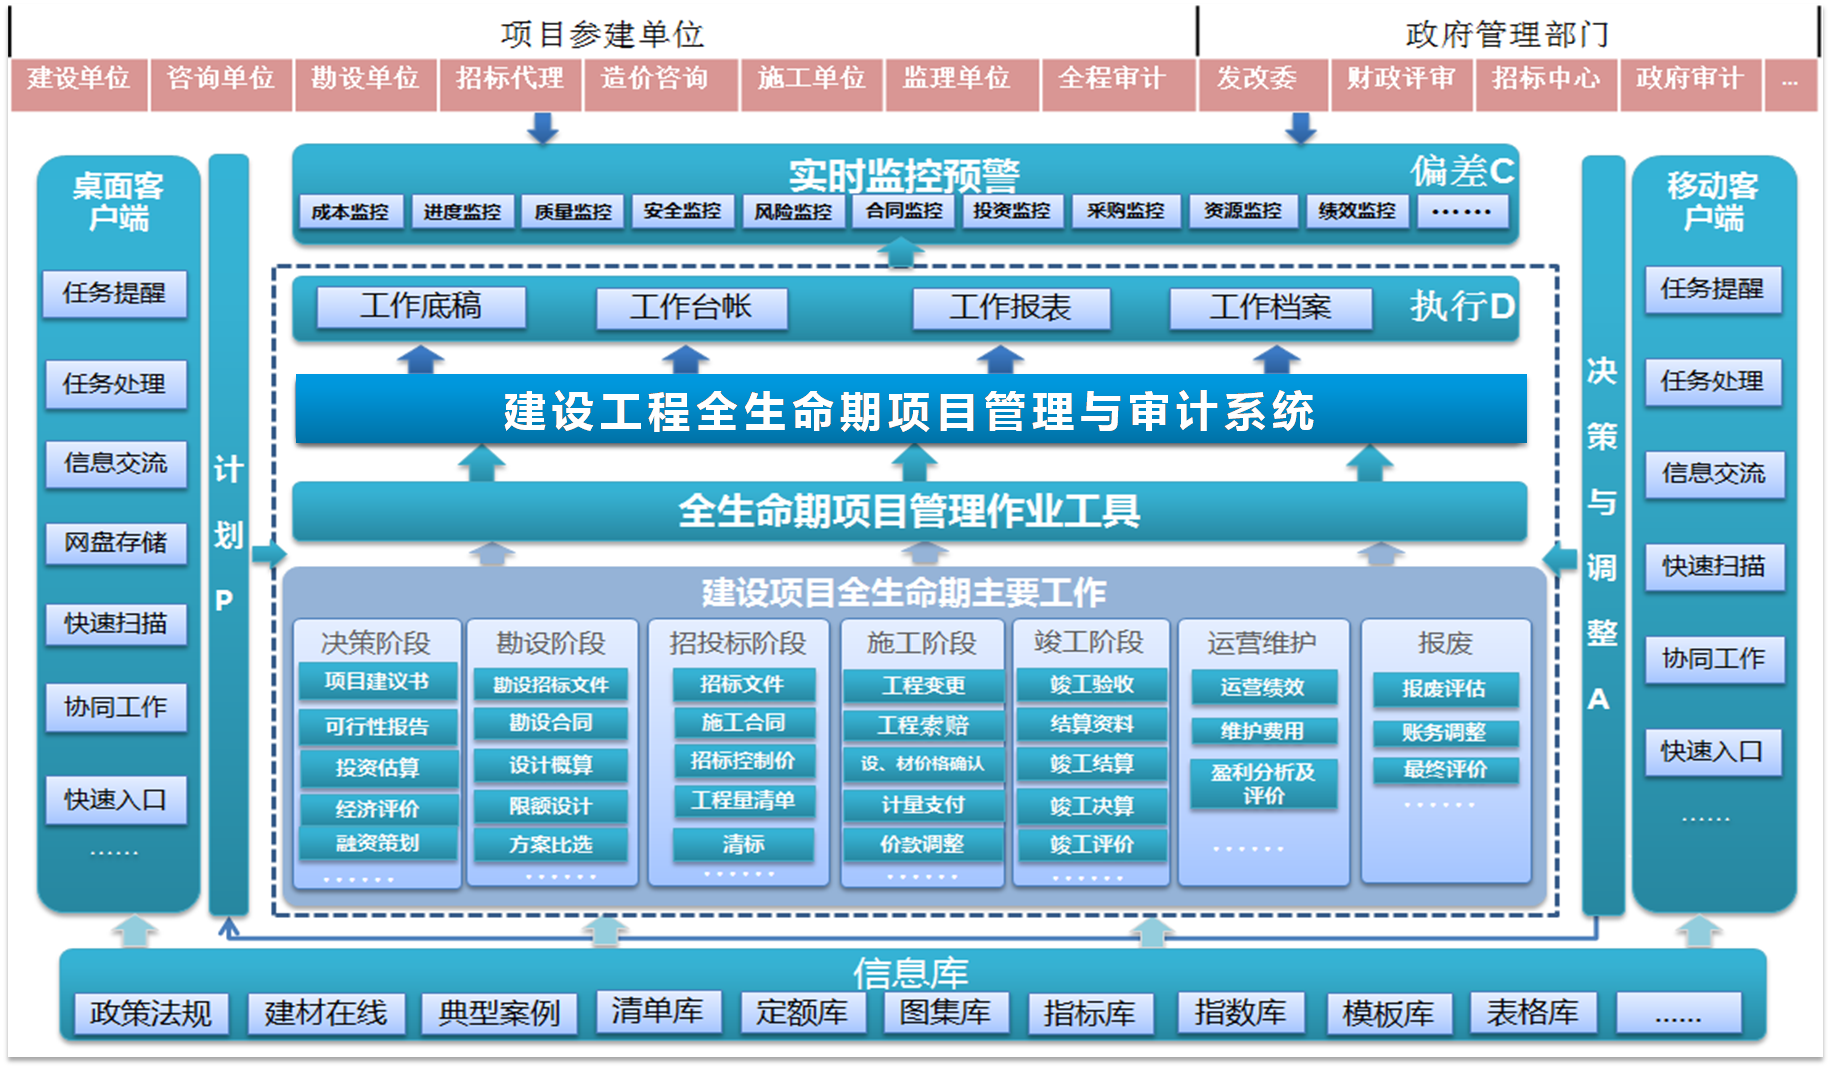 项目参建单位
政府管理部门
建设单位
咨询单位
勘设单位
招标代理
造价咨询
施工单位
监理单位
全程审计
发改委
财政评审
招标中心
政府审计
...
桌面客
户端
任务提醒
任务处理
信息交流
网盘存储
快速扫描
协同工作
快速入口
......
计
划
P
实时监控预警
偏差C
成本监控
进度监控
质量监控
安全监控
风险监控
合同监控
投资监控
采购监控
资源监控
绩效监控
······
工作底稿
工作台帐
工作报表
工作档案
执行D
建设工程全生命期项目管理与审计系统
全生命期项目管理作业工具
建设项目全生命期主要工作
决策阶段
项目建议书
可行性报告
投资估算
经济评价
融资策划
······
勘设阶段
勘设招标文件
勘设合同
设计概算
限额设计
方案比选
······
招投标阶段
招标文件
施工合同
招标控制价
工程量清单
清标
······
施工阶段
工程变更
工程索赔
设、材价格确认
计量支付
价款调整
······
竣工阶段
竣工验收
结算资料
竣工结算
竣工决算
竣工评价
······
运营维护
运营绩效
维护费用
盈利分析及
评价
······
报废
报废评估
账务调整
最终评价
······
决
策
与
调
整
A
移动客
户端
任务提醒
任务处理
信息交流
快速扫描
协同工作
快速入口
......
信息库
政策法规
建材在线
典型案例
清单库
定额库
图集库
指标库
指数库
模板库
表格库
......